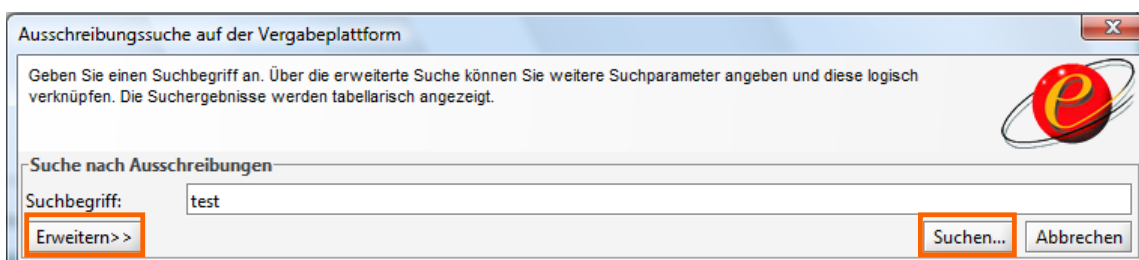 Ausschreibungssuche auf der Vergabeplattform
Geben Sie einen Suchbegriff an. Über die erweiterte Suche können Sie weitere Suchparameter angeben und diese logisch
verknüpfen. Die Suchergebnisse werden tabellarisch angezeigt.
e
Suche nach Ausschreibungen
Suchbegriff: test
Erweitern>> Suchen... Abbrechen